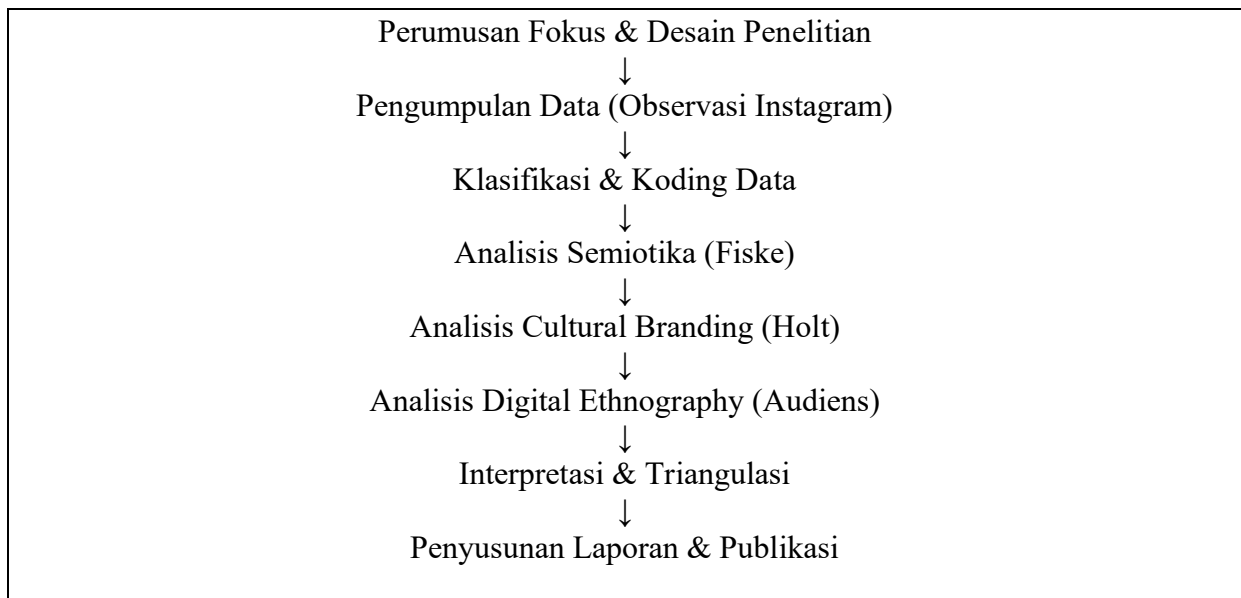 Perumusan Fokus & Desain Penelitian
↓
Pengumpulan Data (Observasi Instagram)
↓
Klasifikasi & Koding Data
↓
Analisis Semiotika (Fiske)
↓
Analisis Cultural Branding (Holt)
↓
Analisis Digital Ethnography (Audiens)
↓
Interpretasi & Triangulasi
↓
Penyusunan Laporan & Publikasi